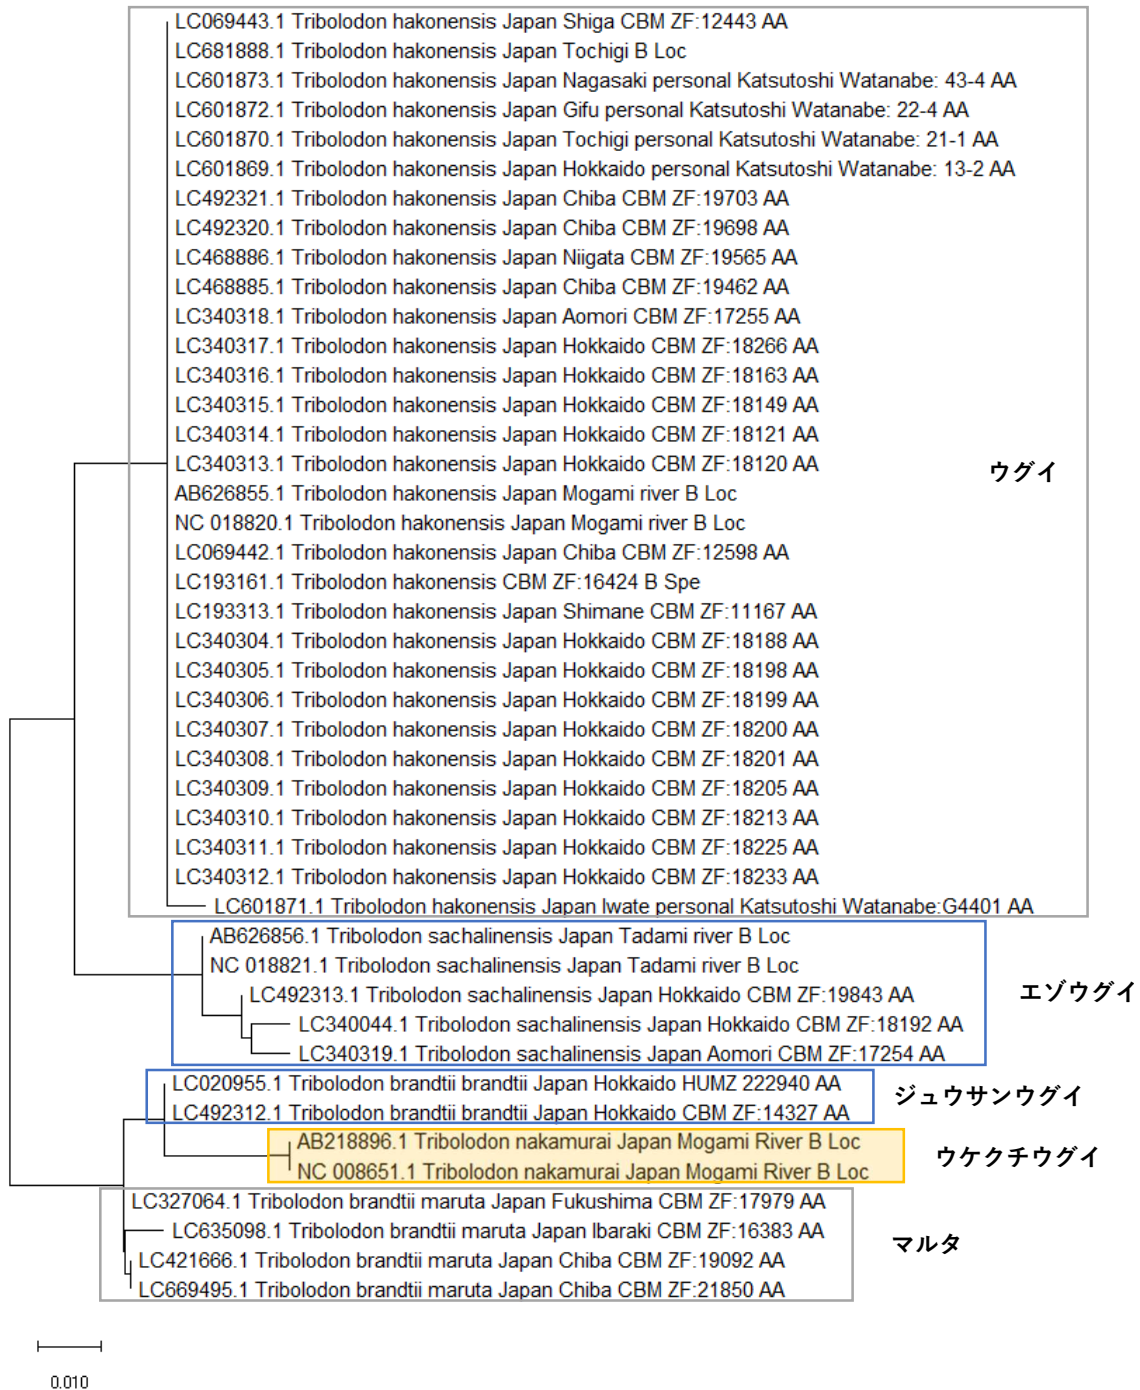 LC069443.1 Tribolodon hakonensis Japan Shiga CBM ZF:12443 AA
LC681888.1 Tribolodon hakonensis Japan Tochigi B Loc
LC601873.1 Tribolodon hakonensis Japan Nagasaki personal Katsutoshi Watanabe: 43-4 AA
LC601872.1 Tribolodon hakonensis Japan Gifu personal Katsutoshi Watanabe: 22-4 AA
LC601870.1 Tribolodon hakonensis Japan Tochigi personal Katsutoshi Watanabe: 21-1 AA
LC601869.1 Tribolodon hakonensis Japan Hokkaido personal Katsutoshi Watanabe: 13-2 AA
LC492321.1 Tribolodon hakonensis Japan Chiba CBM ZF:19703 AA
LC492320.1 Tribolodon hakonensis Japan Chiba CBM ZF:19698 AA
LC468886.1 Tribolodon hakonensis Japan Niigata CBM ZF:19565 AA
LC468885.1 Tribolodon hakonensis Japan Chiba CBM ZF:19462 AA
LC340318.1 Tribolodon hakonensis Japan Aomori CBM ZF:17255 AA
LC340317.1 Tribolodon hakonensis Japan Hokkaido CBM ZF:18266 AA
LC340316.1 Tribolodon hakonensis Japan Hokkaido CBM ZF:18163 AA
LC340315.1 Tribolodon hakonensis Japan Hokkaido CBM ZF:18149 AA
LC340314.1 Tribolodon hakonensis Japan Hokkaido CBM ZF:18121 AA
LC340313.1 Tribolodon hakonensis Japan Hokkaido CBM ZF:18120 AA
ウグイ
AB626855.1 Tribolodon hakonensis Japan Mogami river B Loc
NC 018820.1 Tribolodon hakonensis Japan Mogami river B Loc
LC069442.1 Tribolodon hakonensis Japan Chiba CBM ZF:12598 AA
LC193161.1 Tribolodon hakonensis CBM ZF:16424 B Spe
LC193313.1 Tribolodon hakonensis Japan Shimane CBM ZF:11167 AA
LC340304.1 Tribolodon hakonensis Japan Hokkaido CBM ZF:18188 AA
LC340305.1 Tribolodon hakonensis Japan Hokkaido CBM ZF:18198 AA
LC340306.1 Tribolodon hakonensis Japan Hokkaido CBM ZF:18199 AA
LC340307.1 Tribolodon hakonensis Japan Hokkaido CBM ZF:18200 AA
LC340308.1 Tribolodon hakonensis Japan Hokkaido CBM ZF:18201 AA
LC340309.1 Tribolodon hakonensis Japan Hokkaido CBM ZF:18205 AA
LC340310.1 Tribolodon hakonensis Japan Hokkaido CBM ZF:18213 AA
LC340311.1 Tribolodon hakonensis Japan Hokkaido CBM ZF:18225 AA
LC340312.1 Tribolodon hakonensis Japan Hokkaido CBM ZF:18233 AA
LC601871.1 Tribolodon hakonensis Japan Iwate personal Katsutoshi Watanabe:G4401 AA
AB626856.1 Tribolodon sachalinensis Japan Tadami river B Loc
NC 018821.1 Tribolodon sachalinensis Japan Tadami river B Loc
LC492313.1 Tribolodon sachalinensis Japan Hokkaido CBM ZF:19843 AA
エゾウグイ
LC340044.1 Tribolodon sachalinensis Japan Hokkaido CBM ZF:18192 AA
LC340319.1 Tribolodon sachalinensis Japan Aomori CBM ZF:17254 AA
LC020955.1 Tribolodon brandtii brandtii Japan Hokkaido HUMZ 222940 AA
ジュウサンウグイ
LC492312.1 Tribolodon brandtii brandtii Japan Hokkaido CBM ZF:14327 AA
AB218896.1 Tribolodon nakamurai Japan Mogami River B Loc
ウケクチウグイ
NC 008651.1 Tribolodon nakamurai Japan Mogami River B Loc
LC327064.1 Tribolodon brandtii maruta Japan Fukushima CBM ZF:17979 AA
LC635098.1 Tribolodon brandtii maruta Japan Ibaraki CBM ZF:16383 AA
マルタ
LC421666.1 Tribolodon brandtii maruta Japan Chiba CBM ZF:19092 AA
LC669495.1 Tribolodon brandtii maruta Japan Chiba CBM ZF:21850 AA
0.010